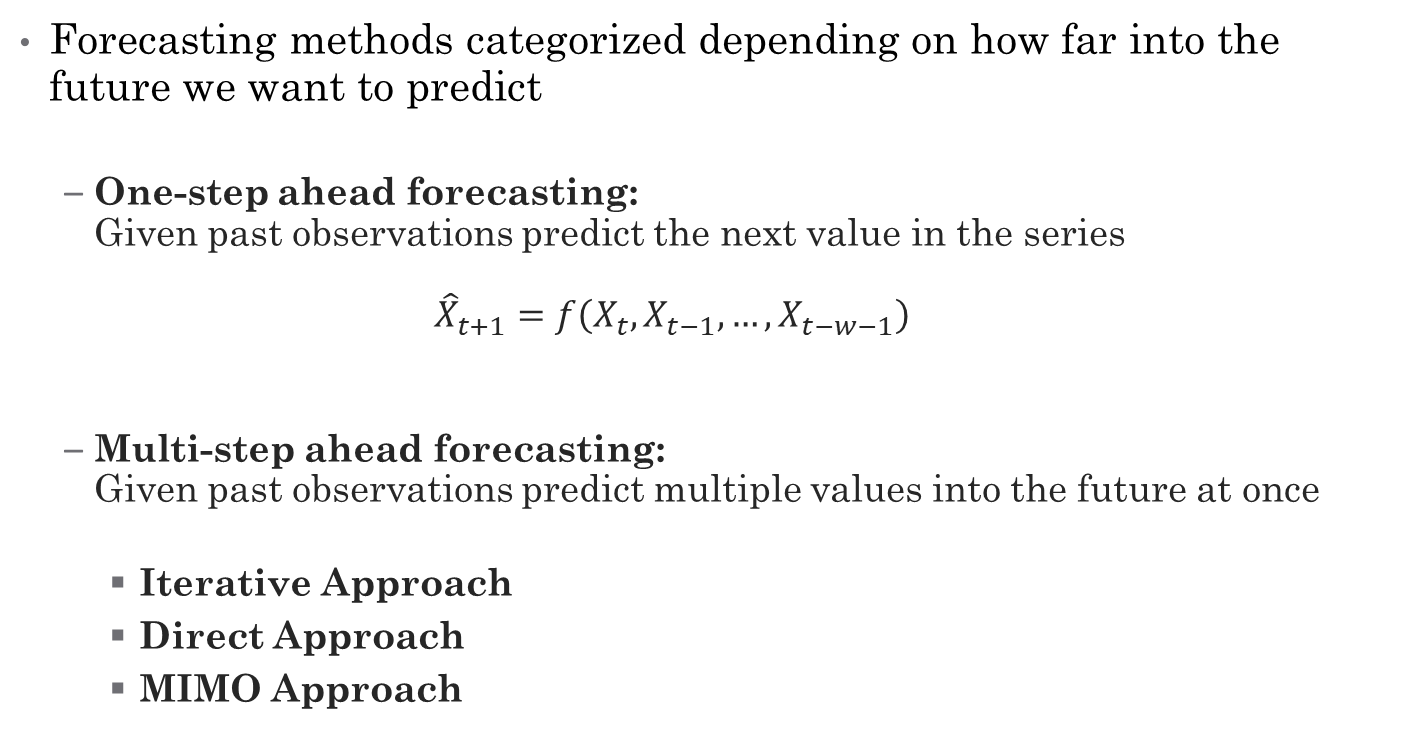 • Forecasting methods categorized depending on how far into the
future we want to predict
– One-step ahead forecasting:
Given past observations predict the next value in the series
X̂ₜ₊₁ = f(Xₜ, Xₜ₋₁, … , X_{t−w−1})
– Multi-step ahead forecasting:
Given past observations predict multiple values into the future at once
▪ Iterative Approach
▪ Direct Approach
▪ MIMO Approach